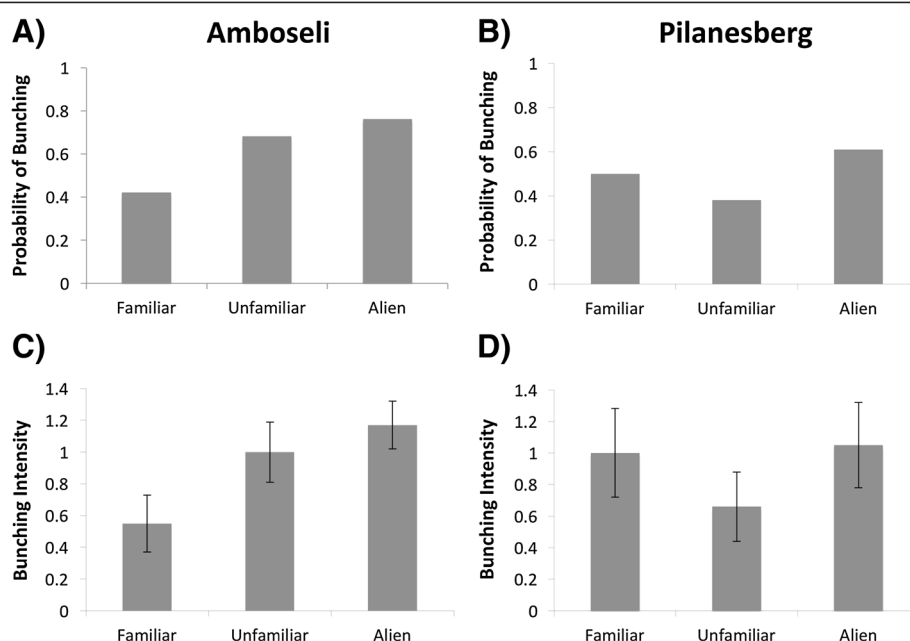 A) Amboseli
Probability of Bunching
1
0.8
0.6
0.4
0.2
0
Familiar Unfamiliar Alien
B) Pilanesberg
Probability of Bunching
1
0.8
0.6
0.4
0.2
0
Familiar Unfamiliar Alien
C)
Bunching Intensity
1.4
1.2
1
0.8
0.6
0.4
0.2
0
Familiar Unfamiliar Alien
D)
Bunching Intensity
1.4
1.2
1
0.8
0.6
0.4
0.2
0
Familiar Unfamiliar Alien